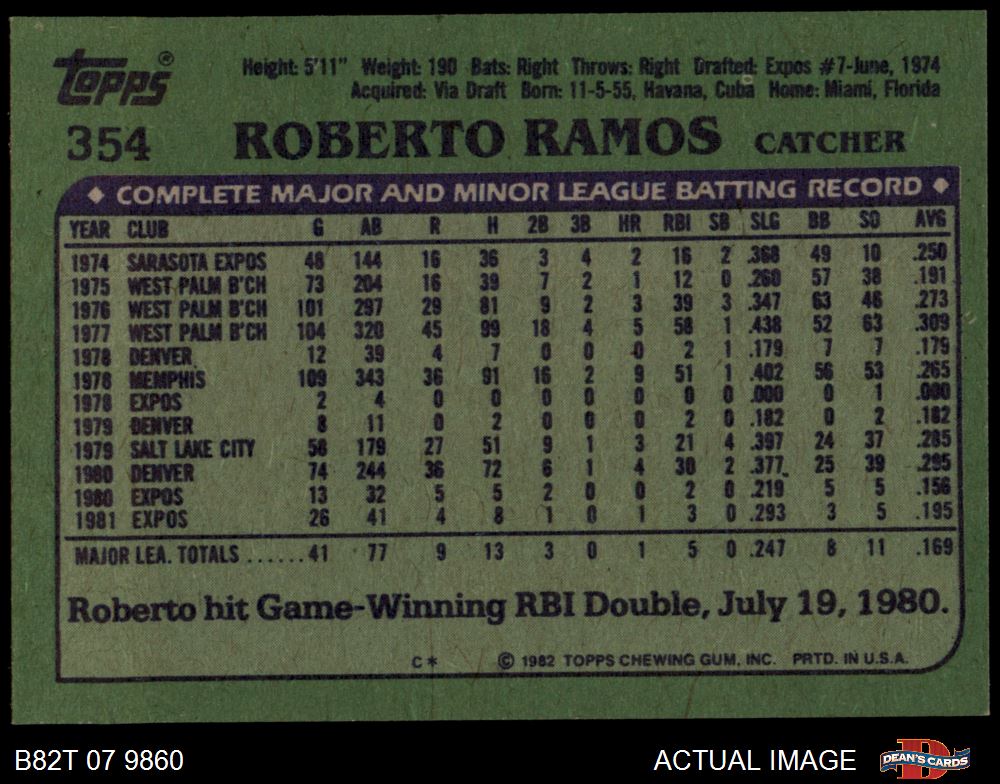 Topps®
Height: 5'11" Weight: 190 Bats: Right Throws: Right Drafted: Expos #7-June, 1974
Acquired: Via Draft Born: 11-5-55, Havana, Cuba Home: Miami, Florida
354 ROBERTO RAMOS CATCHER
◆ COMPLETE MAJOR AND MINOR LEAGUE BATTING RECORD ◆
YEAR CLUB G AB R H 2B 3B HR RBI SB SLG BB SO AVG
1974 SARASOTA EXPOS 48 144 16 36 3 4 2 16 2 .368 49 10 .250
1975 WEST PALM B'CH 73 204 16 39 7 2 1 12 0 .260 57 38 .191
1976 WEST PALM B'CH 101 297 29 81 9 2 3 39 3 .347 63 46 .273
1977 WEST PALM B'CH 104 320 45 99 18 4 5 58 1 .438 52 63 .309
1978 DENVER 12 39 4 7 0 0 0 2 1 .179 7 7 .179
1978 MEMPHIS 109 343 36 91 16 2 9 51 1 .402 56 53 .265
1978 EXPOS 2 4 0 0 0 0 0 0 0 .000 0 1 .000
1979 DENVER 8 11 0 2 0 0 0 2 0 .182 0 2 .182
1979 SALT LAKE CITY 56 179 27 51 9 1 3 21 4 .397 24 37 .285
1980 DENVER 74 244 36 72 6 1 4 30 2 .377 25 39 .295
1980 EXPOS 13 32 5 5 2 0 0 2 0 .219 5 5 .156
1981 EXPOS 26 41 4 8 1 0 1 3 0 .293 3 5 .195
MAJOR LEA. TOTALS ......41 77 9 13 3 0 1 5 0 .247 8 11 .169
Roberto hit Game-Winning RBI Double, July 19, 1980.
C* © 1982 TOPPS CHEWING GUM, INC. PRTD. IN U.S.A.
B82T 07 9860 ACTUAL IMAGE DEAN'S CARDS